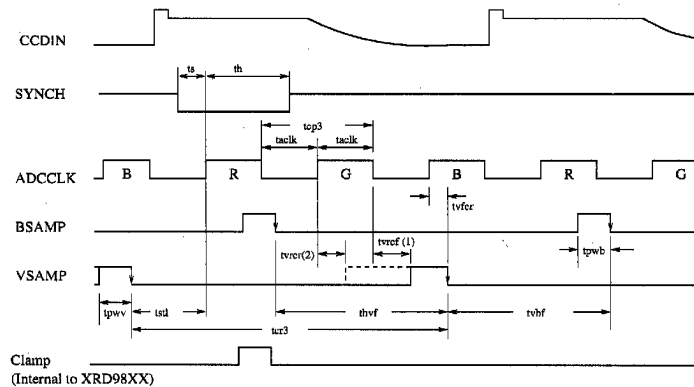 CCDIN
ts th
SYNCH
tcp3
taclk taclk
ADCCLK B R G B R G
tvfcr
BSAMP
tvrcr(2) tvrcf (1) tpwb
VSAMP
tpwv tstl thvf tvbf
tcr3
Clamp
(Internal to XRD98XX)